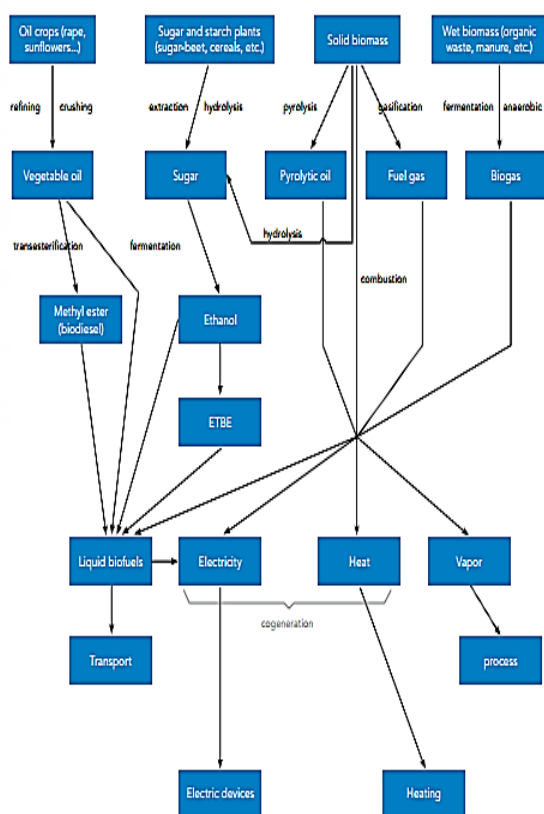 Oil crops (rape,
sunflowers...)
Sugar and starch plants
(sugar-beet, cereals, etc.)
Solid biomass
Wet biomass (organic
waste, manure, etc.)
refining crushing
extraction hydrolysis
pyrolysis
gasification
fermentation anaerobic
Vegetable oil
Sugar
Pyrolytic oil
Fuel gas
Biogas
transesterification
fermentation
hydrolysis
combustion
Methyl ester
(biodiesel)
Ethanol
ETBE
Liquid biofuels
Electricity
Heat
Vapor
cogeneration
Transport
process
Electric devices
Heating